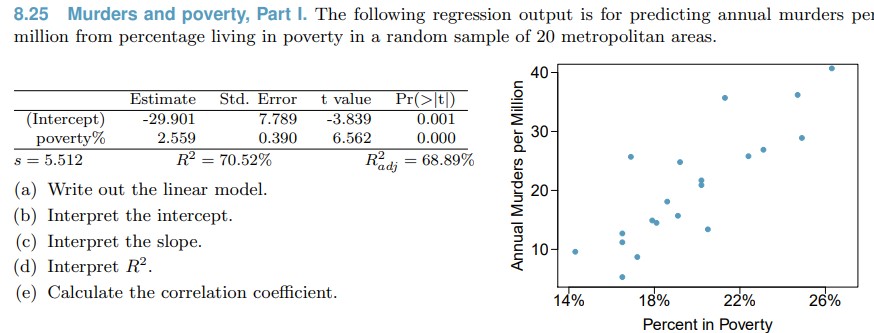 8.25 Murders and poverty, Part I. The following regression output is for predicting annual murders per
million from percentage living in poverty in a random sample of 20 metropolitan areas.
Estimate Std. Error t value Pr(>|t|)
(Intercept) -29.901 7.789 -3.839 0.001
poverty% 2.559 0.390 6.562 0.000
s = 5.512 R² = 70.52% R²adj = 68.89%
(a) Write out the linear model.
(b) Interpret the intercept.
(c) Interpret the slope.
(d) Interpret R².
(e) Calculate the correlation coefficient.
Annual Murders per Million
40
30
20
10
14% 18% 22% 26%
Percent in Poverty